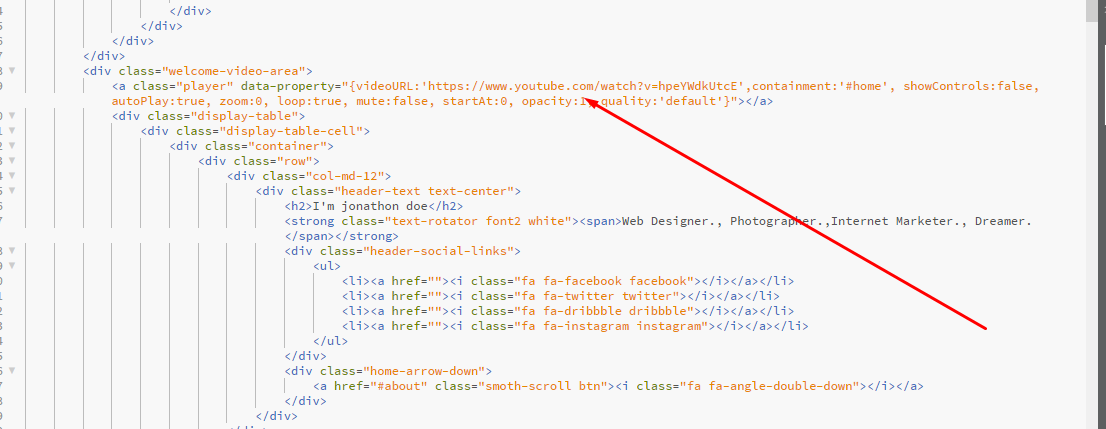 </div>
</div>
</div>
</div>
<div class="welcome-video-area">
<a class="player" data-property="{videoURL:'https://www.youtube.com/watch?v=hpeYWdkUtcE',containment:'#home', showControls:false,
autoPlay:true, zoom:0, loop:true, mute:false, startAt:0, opacity:1, quality:'default'}"></a>
<div class="display-table">
<div class="display-table-cell">
<div class="container">
<div class="row">
<div class="col-md-12">
<div class="header-text text-center">
<h2>I'm jonathon doe</h2>
<strong class="text-rotator font2 white"><span>Web Designer., Photographer.,Internet Marketer., Dreamer.
</span></strong>
<div class="header-social-links">
<ul>
<li><a href=""><i class="fa fa-facebook facebook"></i></a></li>
<li><a href=""><i class="fa fa-twitter twitter"></i></a></li>
<li><a href=""><i class="fa fa-dribbble dribbble"></i></a></li>
<li><a href=""><i class="fa fa-instagram instagram"></i></a></li>
</ul>
</div>
<div class="home-arrow-down">
<a href="#about" class="smoth-scroll btn"><i class="fa fa-angle-double-down"></i></a>
</div>
</div>